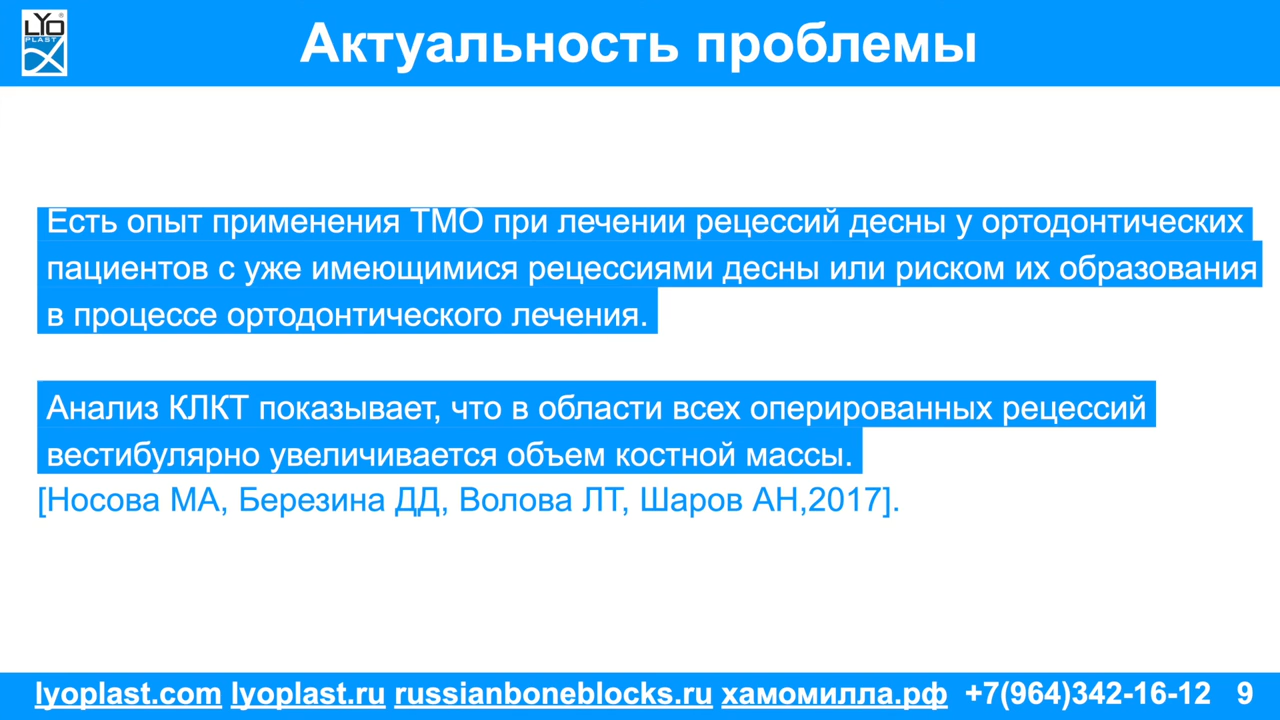 LYO®
PLAST
Актуальность проблемы
Есть опыт применения ТМО при лечении рецессий десны у ортодонтических
пациентов с уже имеющимися рецессиями десны или риском их образования
в процессе ортодонтического лечения.
Анализ КЛКТ показывает, что в области всех оперированных рецессий
вестибулярно увеличивается объем костной массы.
[Носова МА, Березина ДД, Волова ЛТ, Шаров АН,2017].
lyoplast.com lyoplast.ru russianboneblocks.ru хамомилла.рф +7(964)342-16-12 9